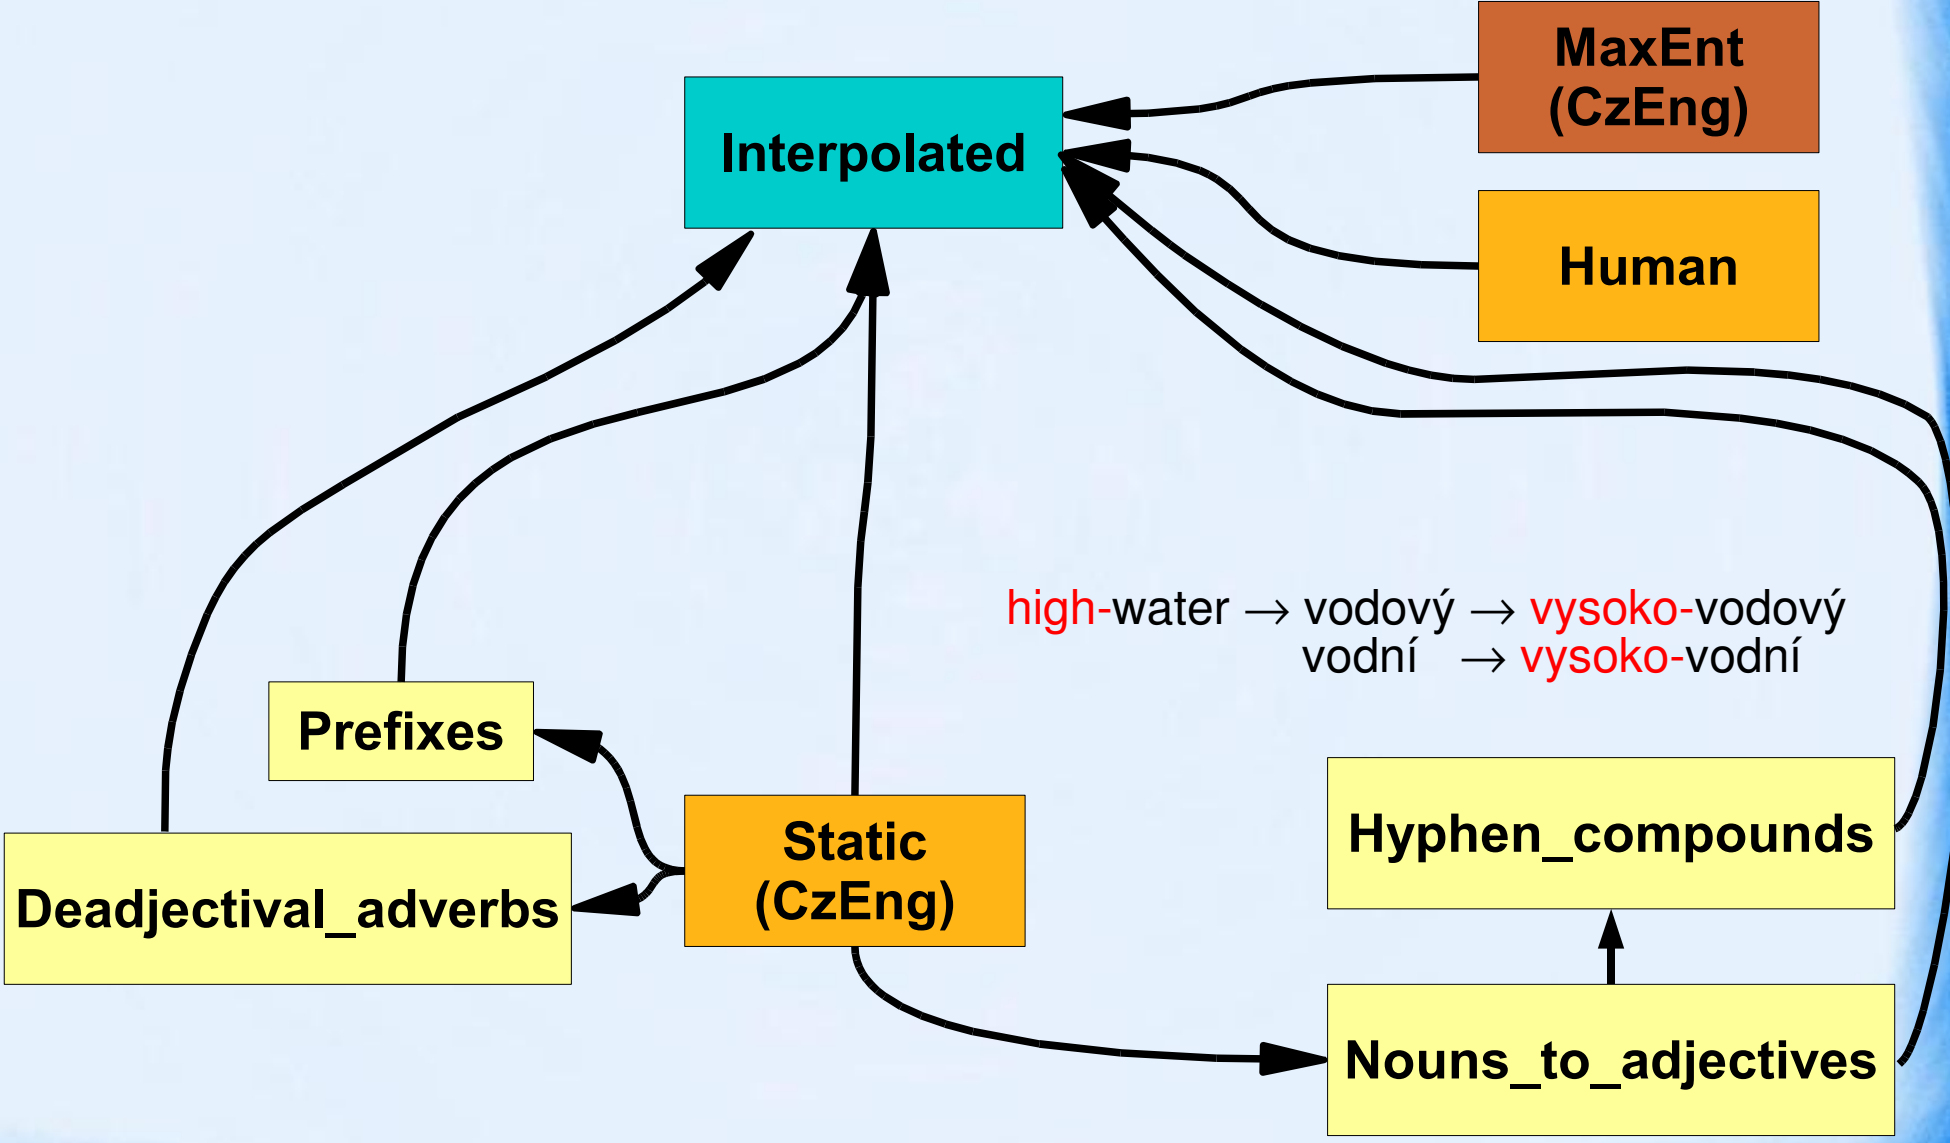 MaxEnt
(CzEng)
Interpolated
Human
high-water → vodový → vysoko-vodový
vodní → vysoko-vodní
Prefixes
Static
(CzEng)
Hyphen_compounds
Deadjectival_adverbs
Nouns_to_adjectives